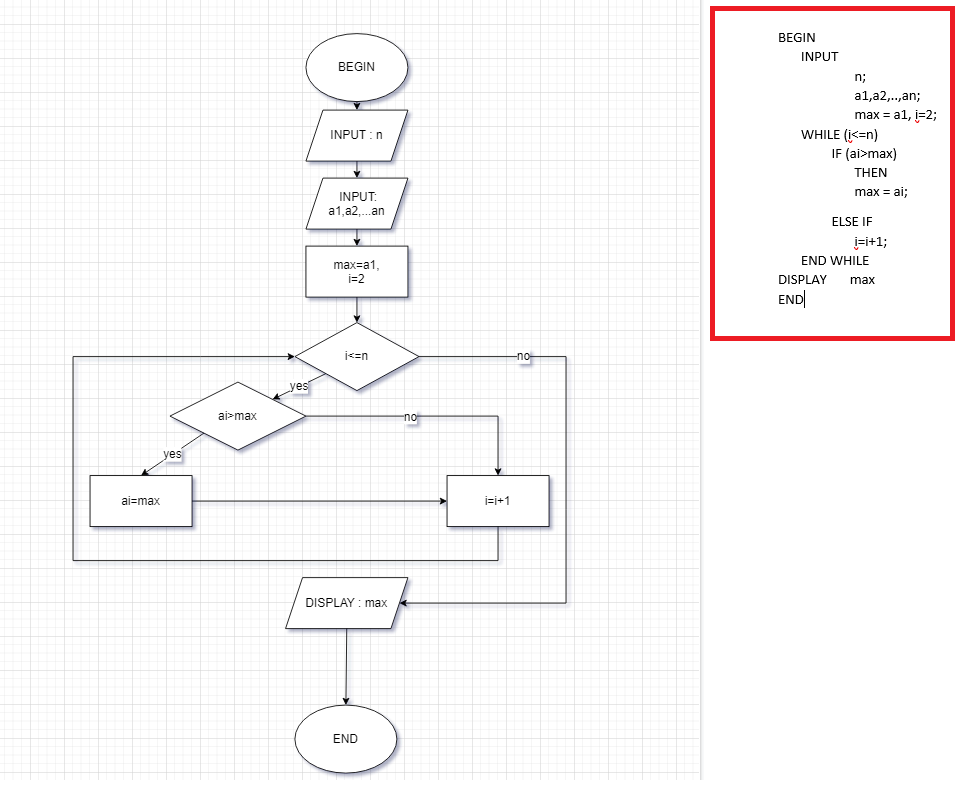 BEGIN
INPUT : n
INPUT:
a1,a2,...an
max=a1,
i=2
i<=n
no
yes
ai>max
no
yes
ai=max
i=i+1
DISPLAY : max
END
BEGIN
INPUT
n;
a1,a2,..,an;
max = a1, i=2;
WHILE (i<=n)
IF (ai>max)
THEN
max = ai;
ELSE IF
i=i+1;
END WHILE
DISPLAY max
END